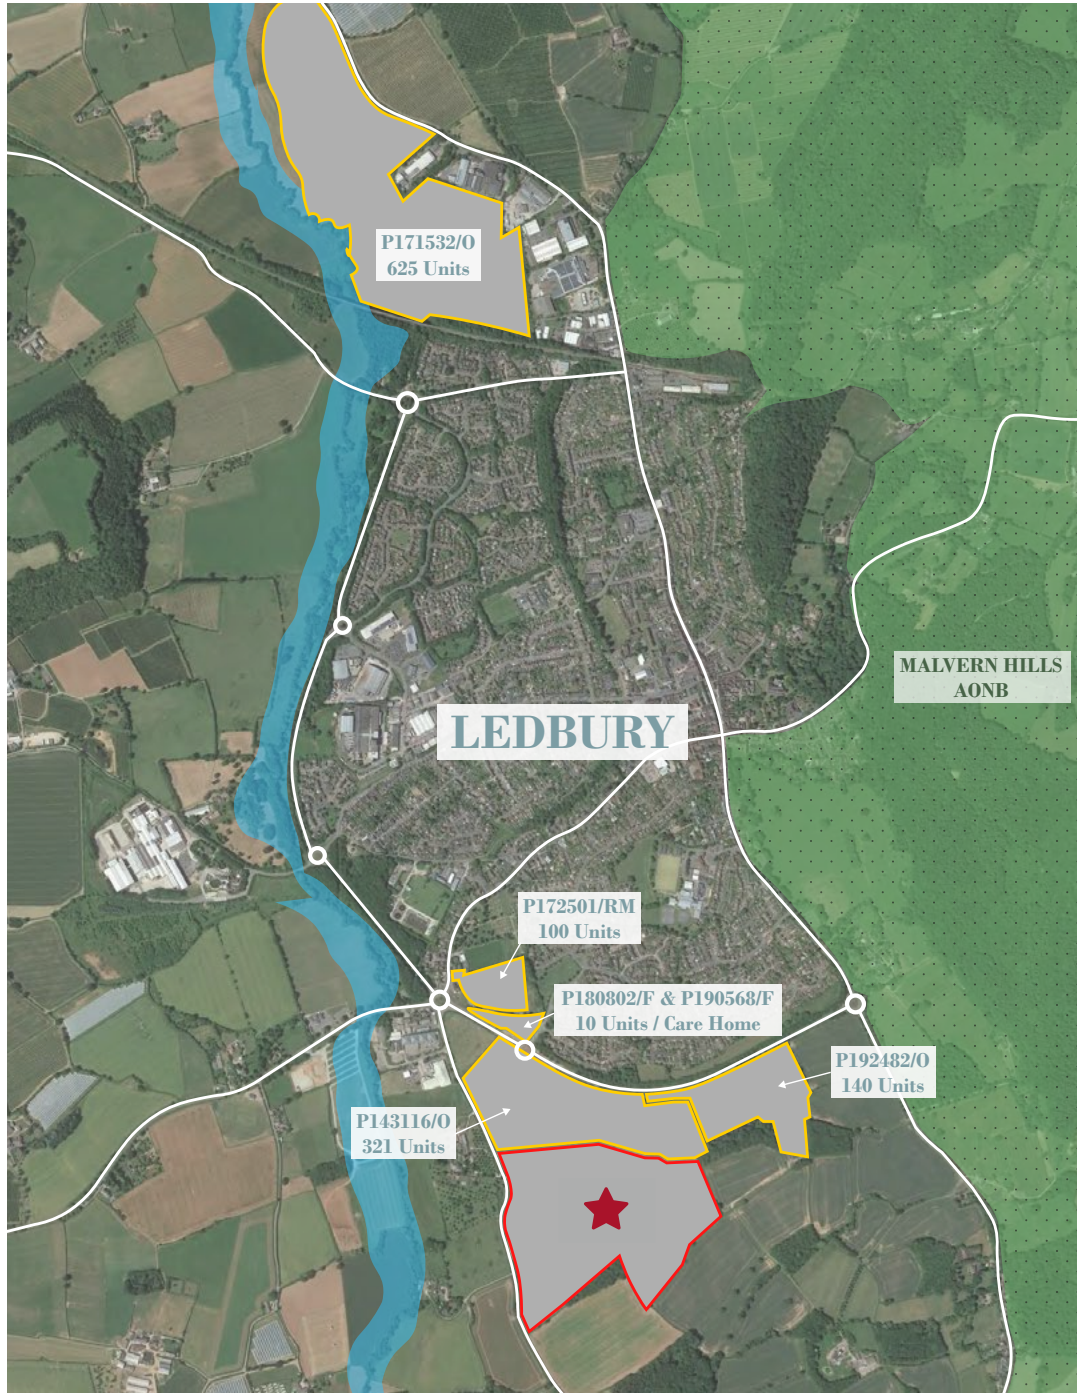 P171532/O
625 Units
MALVERN HILLS
AONB
LEDBURY
P172501/RM
100 Units
P180802/F & P190568/F
10 Units / Care Home
P192482/O
140 Units
P143116/O
321 Units